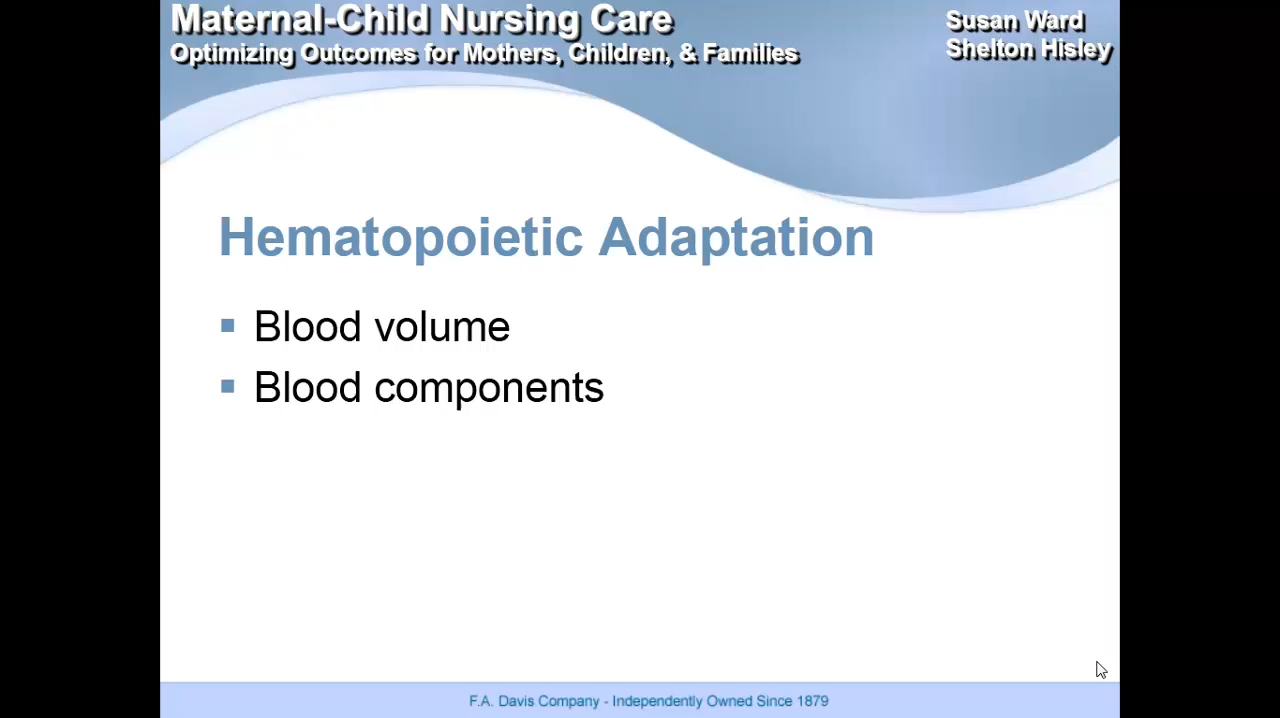 Maternal-Child Nursing Care
Optimizing Outcomes for Mothers, Children, & Families
Susan Ward
Shelton Hisley
Hematopoietic Adaptation
▪ Blood volume
▪ Blood components
F.A. Davis Company - Independently Owned Since 1879